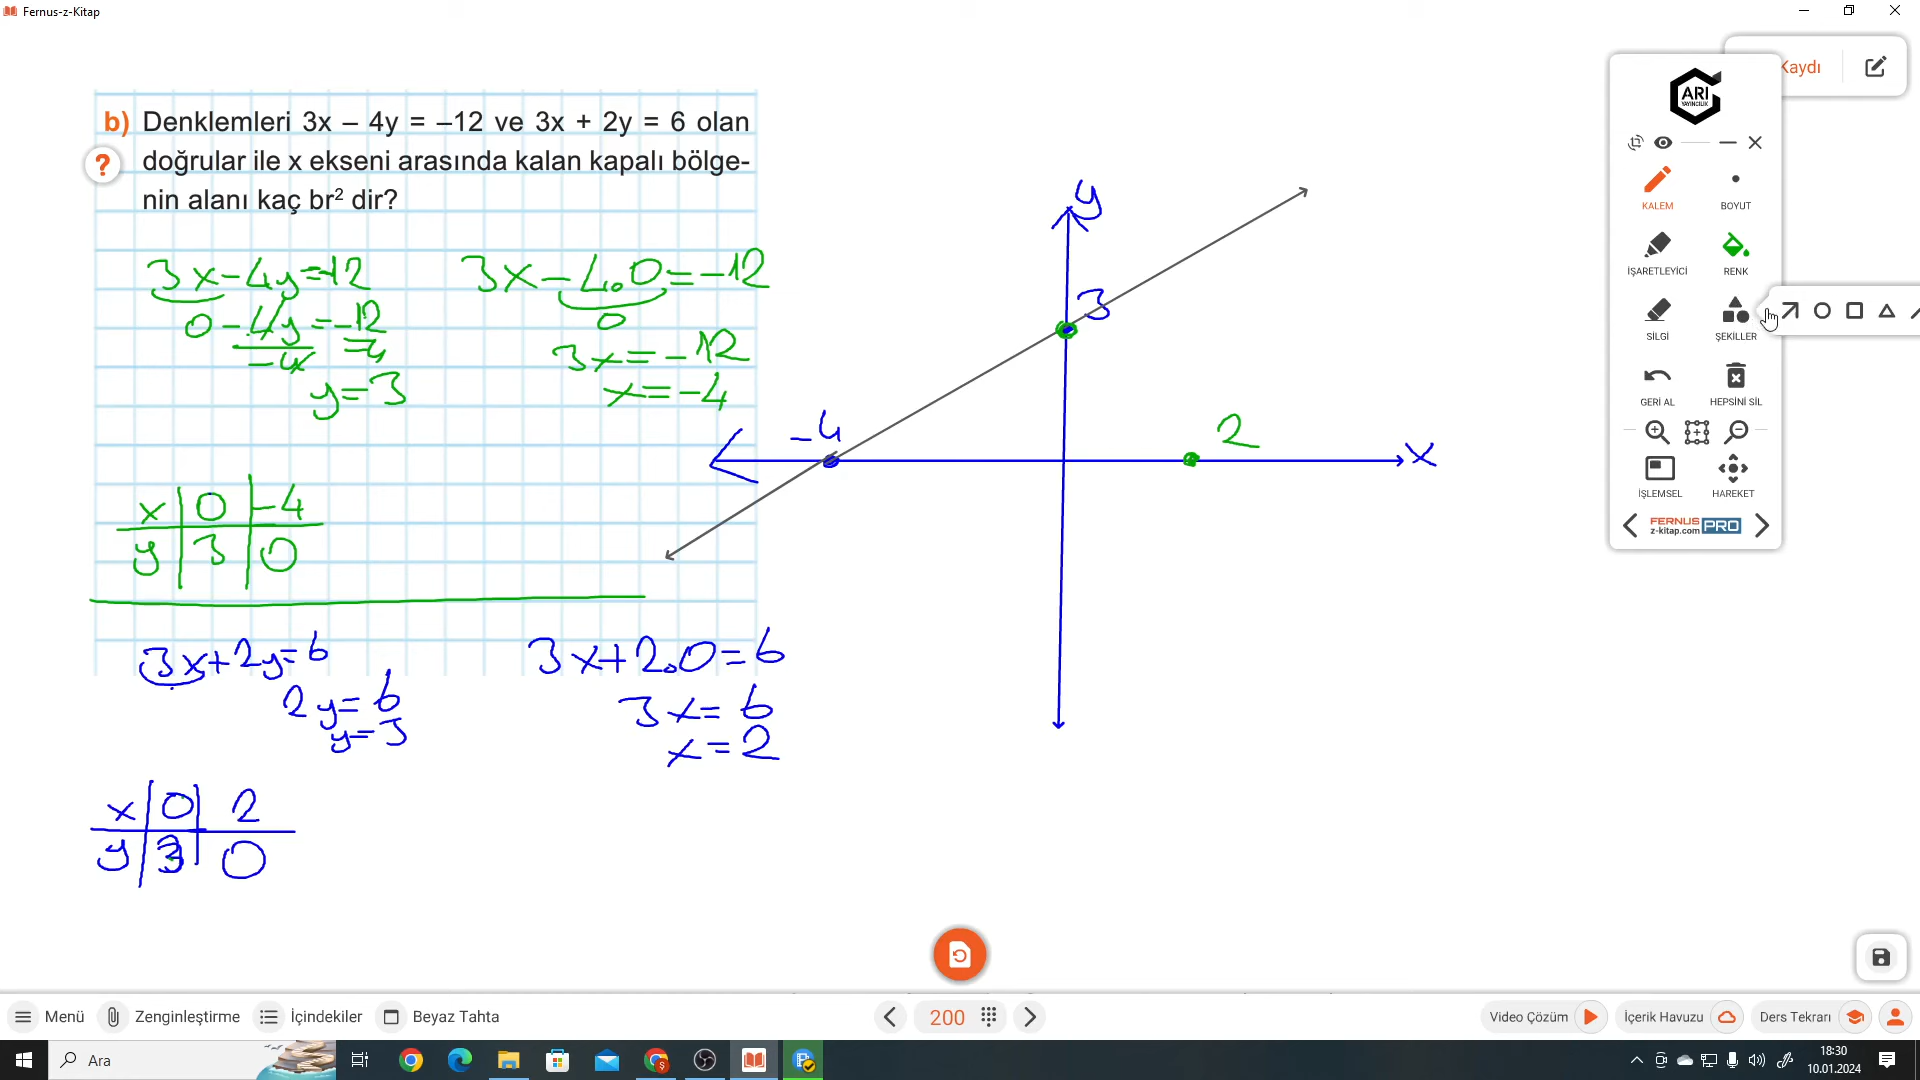 Fernus-z-Kitap
Kaydı
ARI
YAYINCILIK
b) Denklemleri 3x – 4y = –12 ve 3x + 2y = 6 olan
? doğrular ile x ekseni arasında kalan kapalı bölge-
nin alanı kaç br² dir?
3x-4y=-12
0-4y=-12
-4 -4
y=3
3x-4.0=-12
0
3x=-12
x=-4
x 0 -4
y 3 0
3x+2y=6
2y=6
y=3
3x+2.0=6
3x=6
x=2
x 0 2
y 3 0
y
3
-4
2
x
KALEM
BOYUT
İŞARETLEYİCİ
RENK
SİLGİ
ŞEKİLLER
GERİ AL
HEPSİNİ SİL
İŞLEMSEL
HAREKET
FERNUS PRO
z-kitap.com
Menü
Zenginleştirme
İçindekiler
Beyaz Tahta
200
Video Çözüm
İçerik Havuzu
Ders Tekrarı
Ara
18:30
10.01.2024